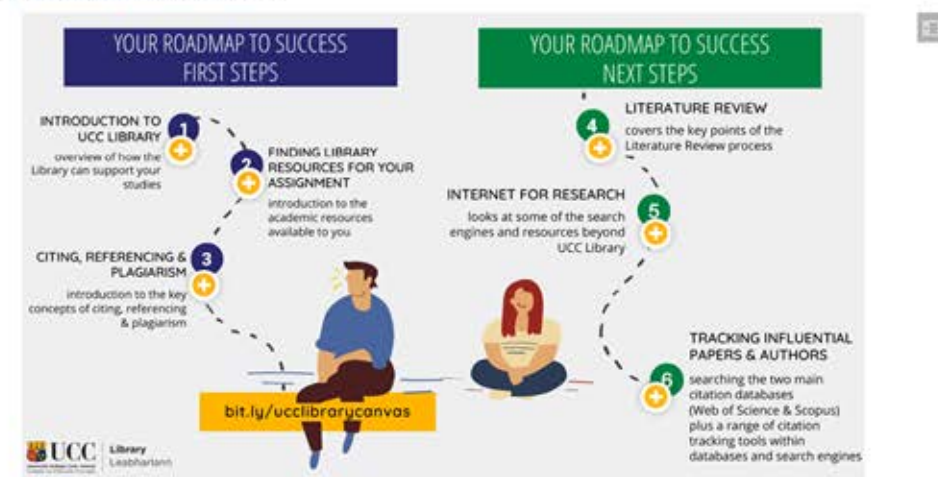 YOUR ROADMAP TO SUCCESS
FIRST STEPS
1
INTRODUCTION TO
UCC LIBRARY
overview of how the
Library can support your
studies
2
FINDING LIBRARY
RESOURCES FOR YOUR
ASSIGNMENT
introduction to the
academic resources
available to you
3
CITING, REFERENCING &
PLAGIARISM
introduction to the key
concepts of citing, referencing
& plagiarism
bit.ly/ucclibrarycanvas
UCC
Library
Leabharlann
YOUR ROADMAP TO SUCCESS
NEXT STEPS
4
LITERATURE REVIEW
covers the key points of the
Literature Review process
5
INTERNET FOR RESEARCH
looks at some of the search
engines and resources beyond
UCC Library
6
TRACKING INFLUENTIAL
PAPERS & AUTHORS
searching the two main
citation databases
(Web of Science & Scopus)
plus a range of citation
tracking tools within
databases and search engines